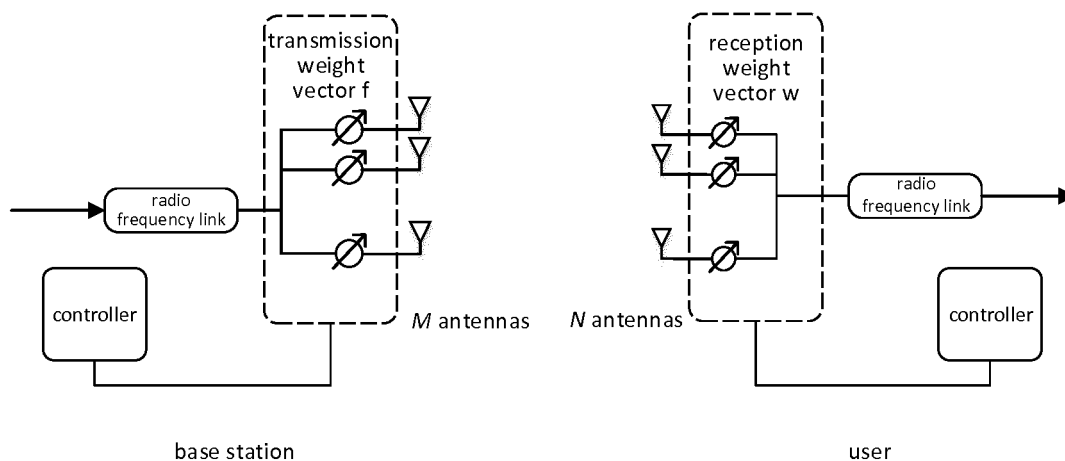 transmission
weight
vector f
radio
frequency link
controller
M antennas
base station
reception
weight
vector w
radio
frequency link
controller
N antennas
user